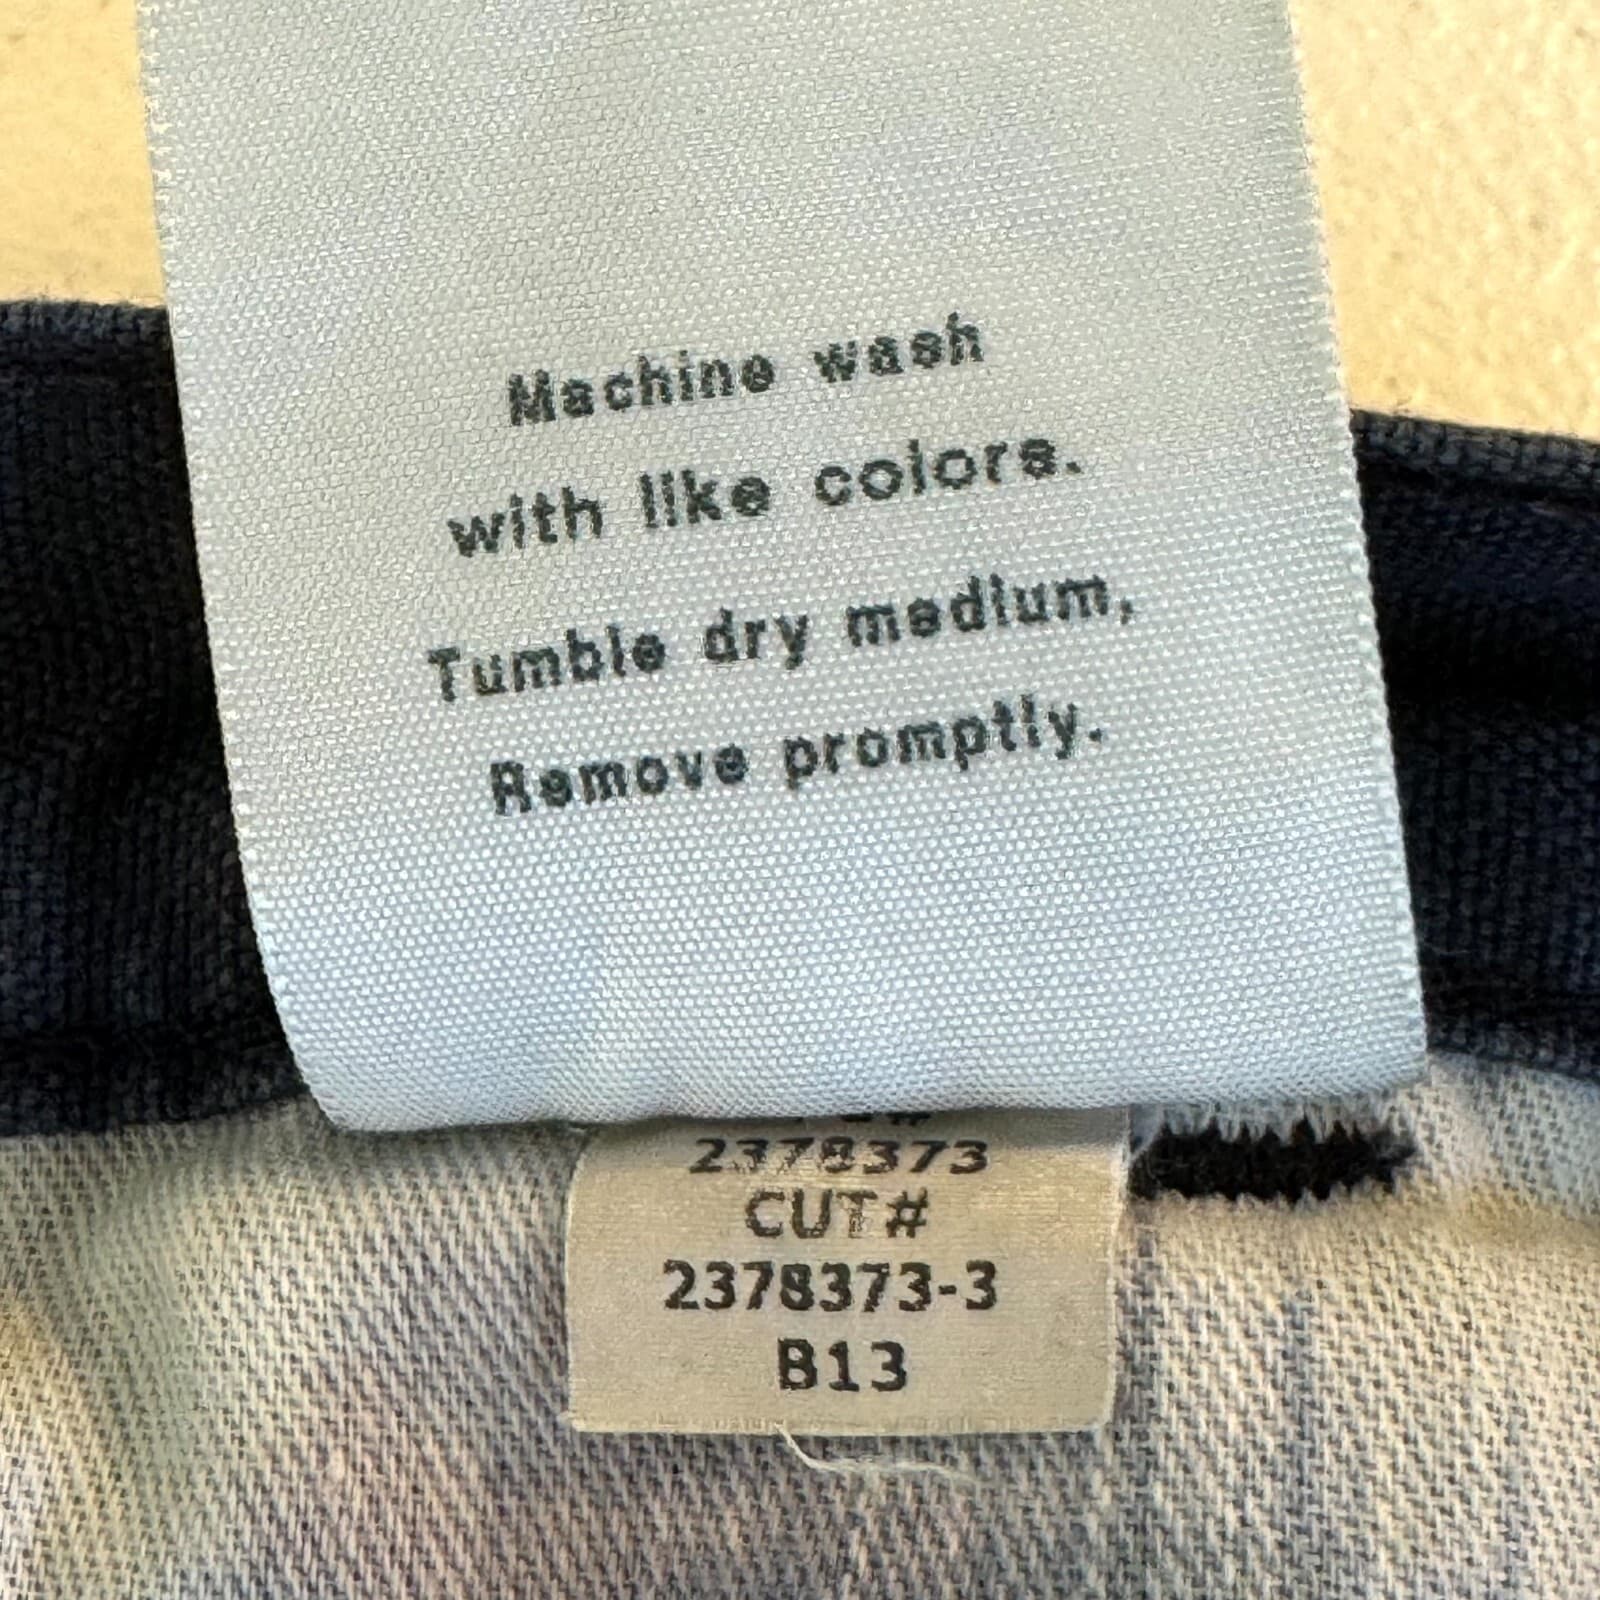 Machine wash
with like colors.
Tumble dry medium,
Remove promptly.
2378373
CUT#
2378373-3
B13